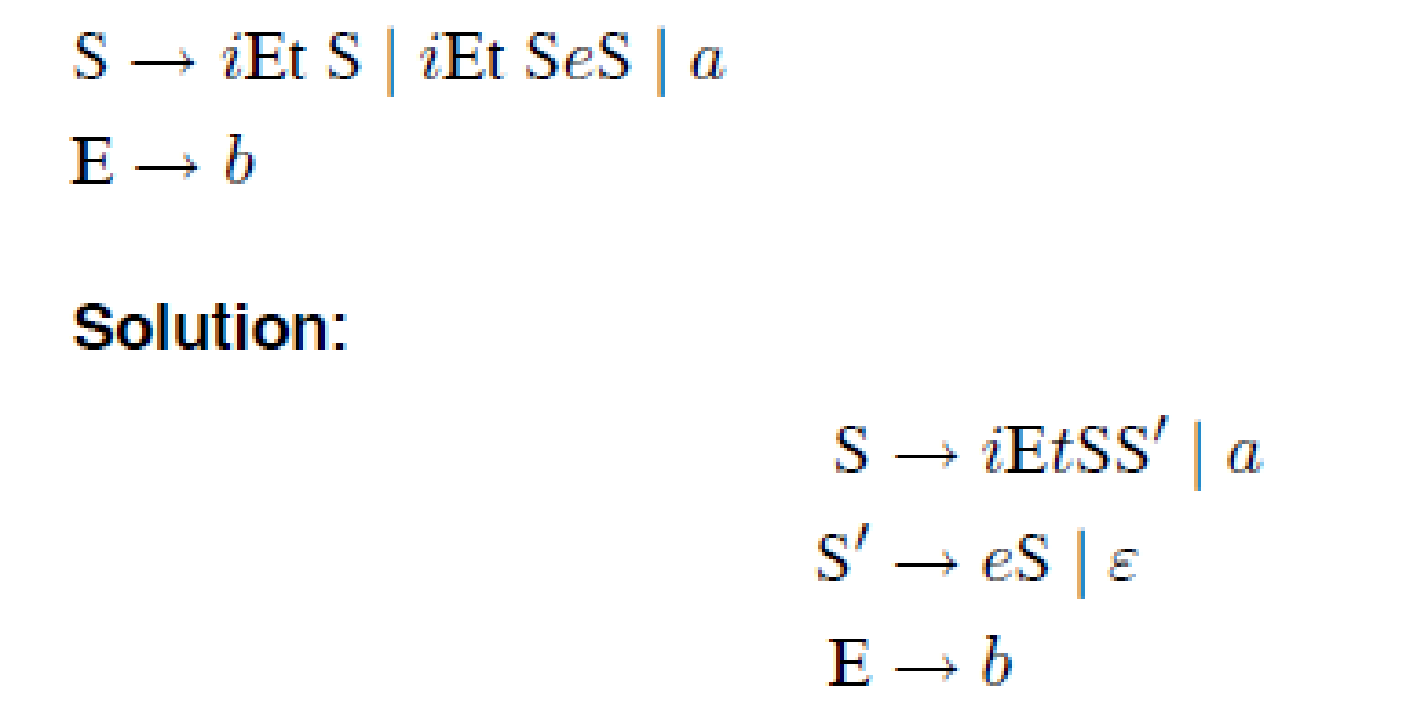 S → iEt S | iEt SeS | a
E → b
Solution:
S → iEtSS′ | a
S′ → eS | ε
E → b